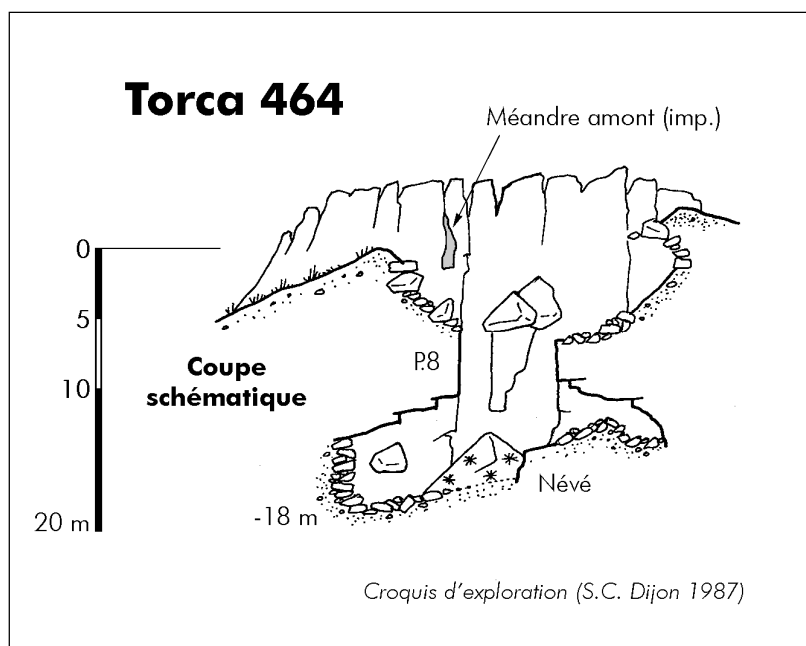 Torca 464
Méandre amont (imp.)
0
5
10
20 m
Coupe
schématique
P.8
Névé
-18 m
Croquis d'exploration (S.C. Dijon 1987)